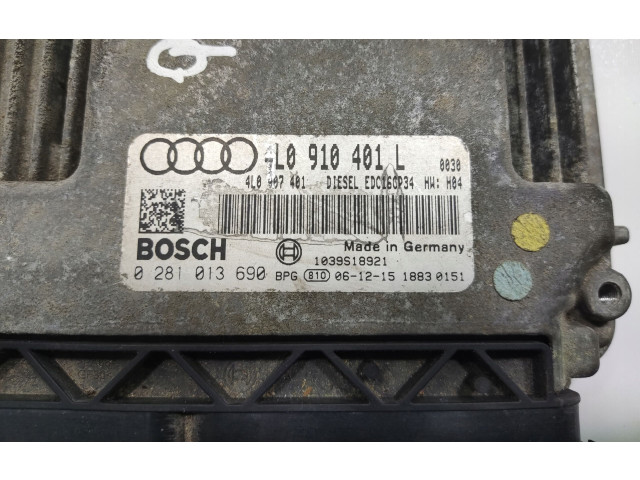 4L0 910 401 L 0030
4L0 907 401 DIESEL EDC16CP34 HW: H04
BOSCH Made in Germany
1039S18921
0 281 013 690 BPG 810 06-12-15 1883 0151